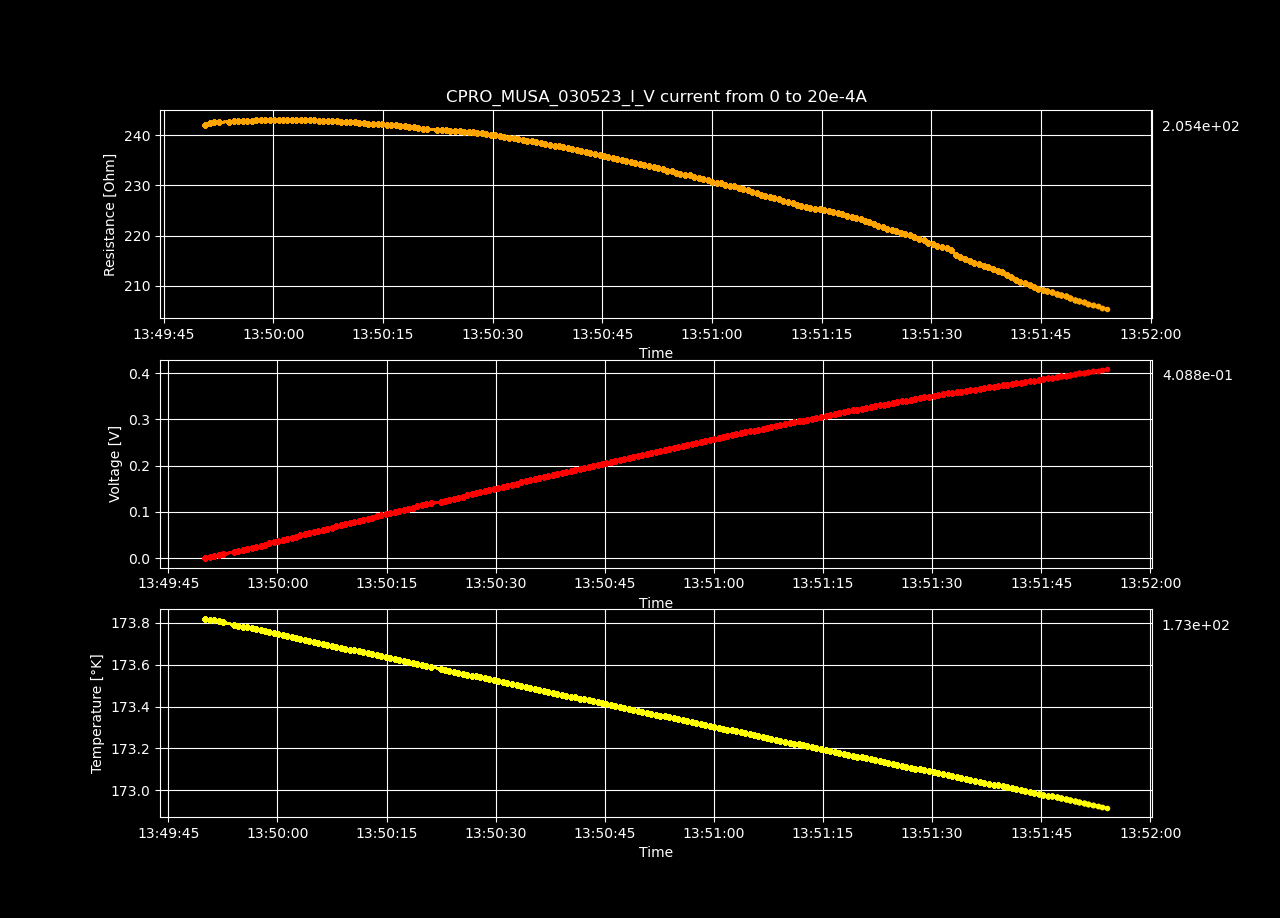 CPRO_MUSA_030523_I_V current from 0 to 20e-4A
2.054e+02
Resistance [Ohm]
240
230
220
210
13:49:45 13:50:00 13:50:15 13:50:30 13:50:45 13:51:00 13:51:15 13:51:30 13:51:45 13:52:00
Time
4.088e-01
Voltage [V]
0.4
0.3
0.2
0.1
0.0
13:49:45 13:50:00 13:50:15 13:50:30 13:50:45 13:51:00 13:51:15 13:51:30 13:51:45 13:52:00
Time
1.73e+02
Temperature [°K]
173.8
173.6
173.4
173.2
173.0
13:49:45 13:50:00 13:50:15 13:50:30 13:50:45 13:51:00 13:51:15 13:51:30 13:51:45 13:52:00
Time